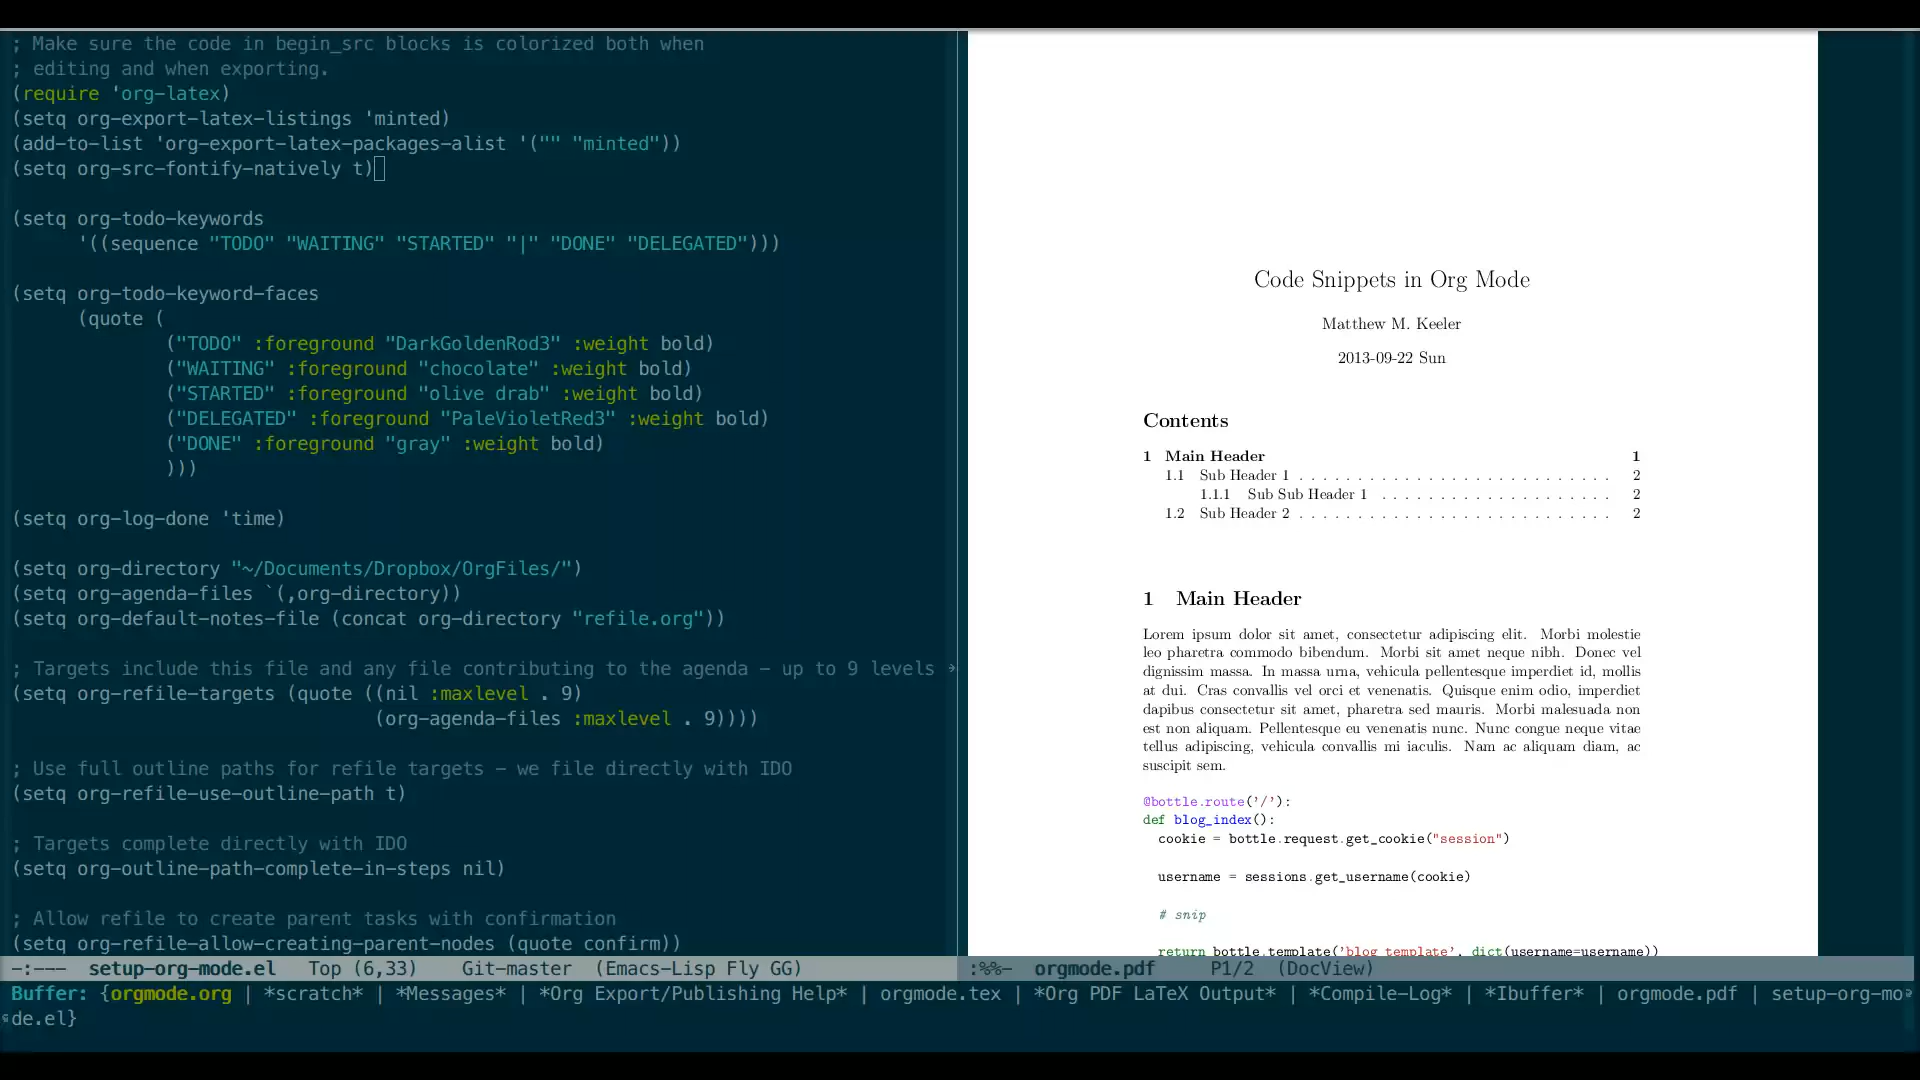 ; Make sure the code in begin_src blocks is colorized both when
; editing and when exporting.
(require 'org-latex)
(setq org-export-latex-listings 'minted)
(add-to-list 'org-export-latex-packages-alist '("" "minted"))
(setq org-src-fontify-natively t)
(setq org-todo-keywords
'((sequence "TODO" "WAITING" "STARTED" "|" "DONE" "DELEGATED")))
(setq org-todo-keyword-faces
(quote (
("TODO" :foreground "DarkGoldenRod3" :weight bold)
("WAITING" :foreground "chocolate" :weight bold)
("STARTED" :foreground "olive drab" :weight bold)
("DELEGATED" :foreground "PaleVioletRed3" :weight bold)
("DONE" :foreground "gray" :weight bold)
)))
(setq org-log-done 'time)
(setq org-directory "~/Documents/Dropbox/OrgFiles/")
(setq org-agenda-files `(,org-directory))
(setq org-default-notes-file (concat org-directory "refile.org"))
; Targets include this file and any file contributing to the agenda - up to 9 levels
(setq org-refile-targets (quote ((nil :maxlevel . 9)
(org-agenda-files :maxlevel . 9))))
; Use full outline paths for refile targets - we file directly with IDO
(setq org-refile-use-outline-path t)
; Targets complete directly with IDO
(setq org-outline-path-complete-in-steps nil)
; Allow refile to create parent tasks with confirmation
(setq org-refile-allow-creating-parent-nodes (quote confirm))
-:--- setup-org-mode.el Top (6,33) Git-master (Emacs-Lisp Fly GG)
Code Snippets in Org Mode
Matthew M. Keeler
2013-09-22 Sun
Contents
1 Main Header 1
1.1 Sub Header 1 . . . . . . . . . . . . . . . . . . . . . . . . . . . 2
1.1.1 Sub Sub Header 1 . . . . . . . . . . . . . . . . . . . . 2
1.2 Sub Header 2 . . . . . . . . . . . . . . . . . . . . . . . . . . . 2
1 Main Header
Lorem ipsum dolor sit amet, consectetur adipiscing elit. Morbi molestie
leo pharetra commodo bibendum. Morbi sit amet neque nibh. Donec vel
dignissim massa. In massa urna, vehicula pellentesque imperdiet id, mollis
at dui. Cras convallis vel orci et venenatis. Quisque enim odio, imperdiet
dapibus consectetur sit amet, pharetra sed mauris. Morbi malesuada non
est non aliquam. Pellentesque eu venenatis nunc. Nunc congue neque vitae
tellus adipiscing, vehicula convallis mi iaculis. Nam ac aliquam diam, ac
suscipit sem.
@bottle.route('/'):
def blog_index():
cookie = bottle.request.get_cookie("session")
username = sessions.get_username(cookie)
# snip
return bottle.template('blog_template', dict(username=username))
:%%- orgmode.pdf P1/2 (DocView)
Buffer: {orgmode.org | *scratch* | *Messages* | *Org Export/Publishing Help* | orgmode.tex | *Org PDF LaTeX Output* | *Compile-Log* | *Ibuffer* | orgmode.pdf | setup-org-mo
de.el}